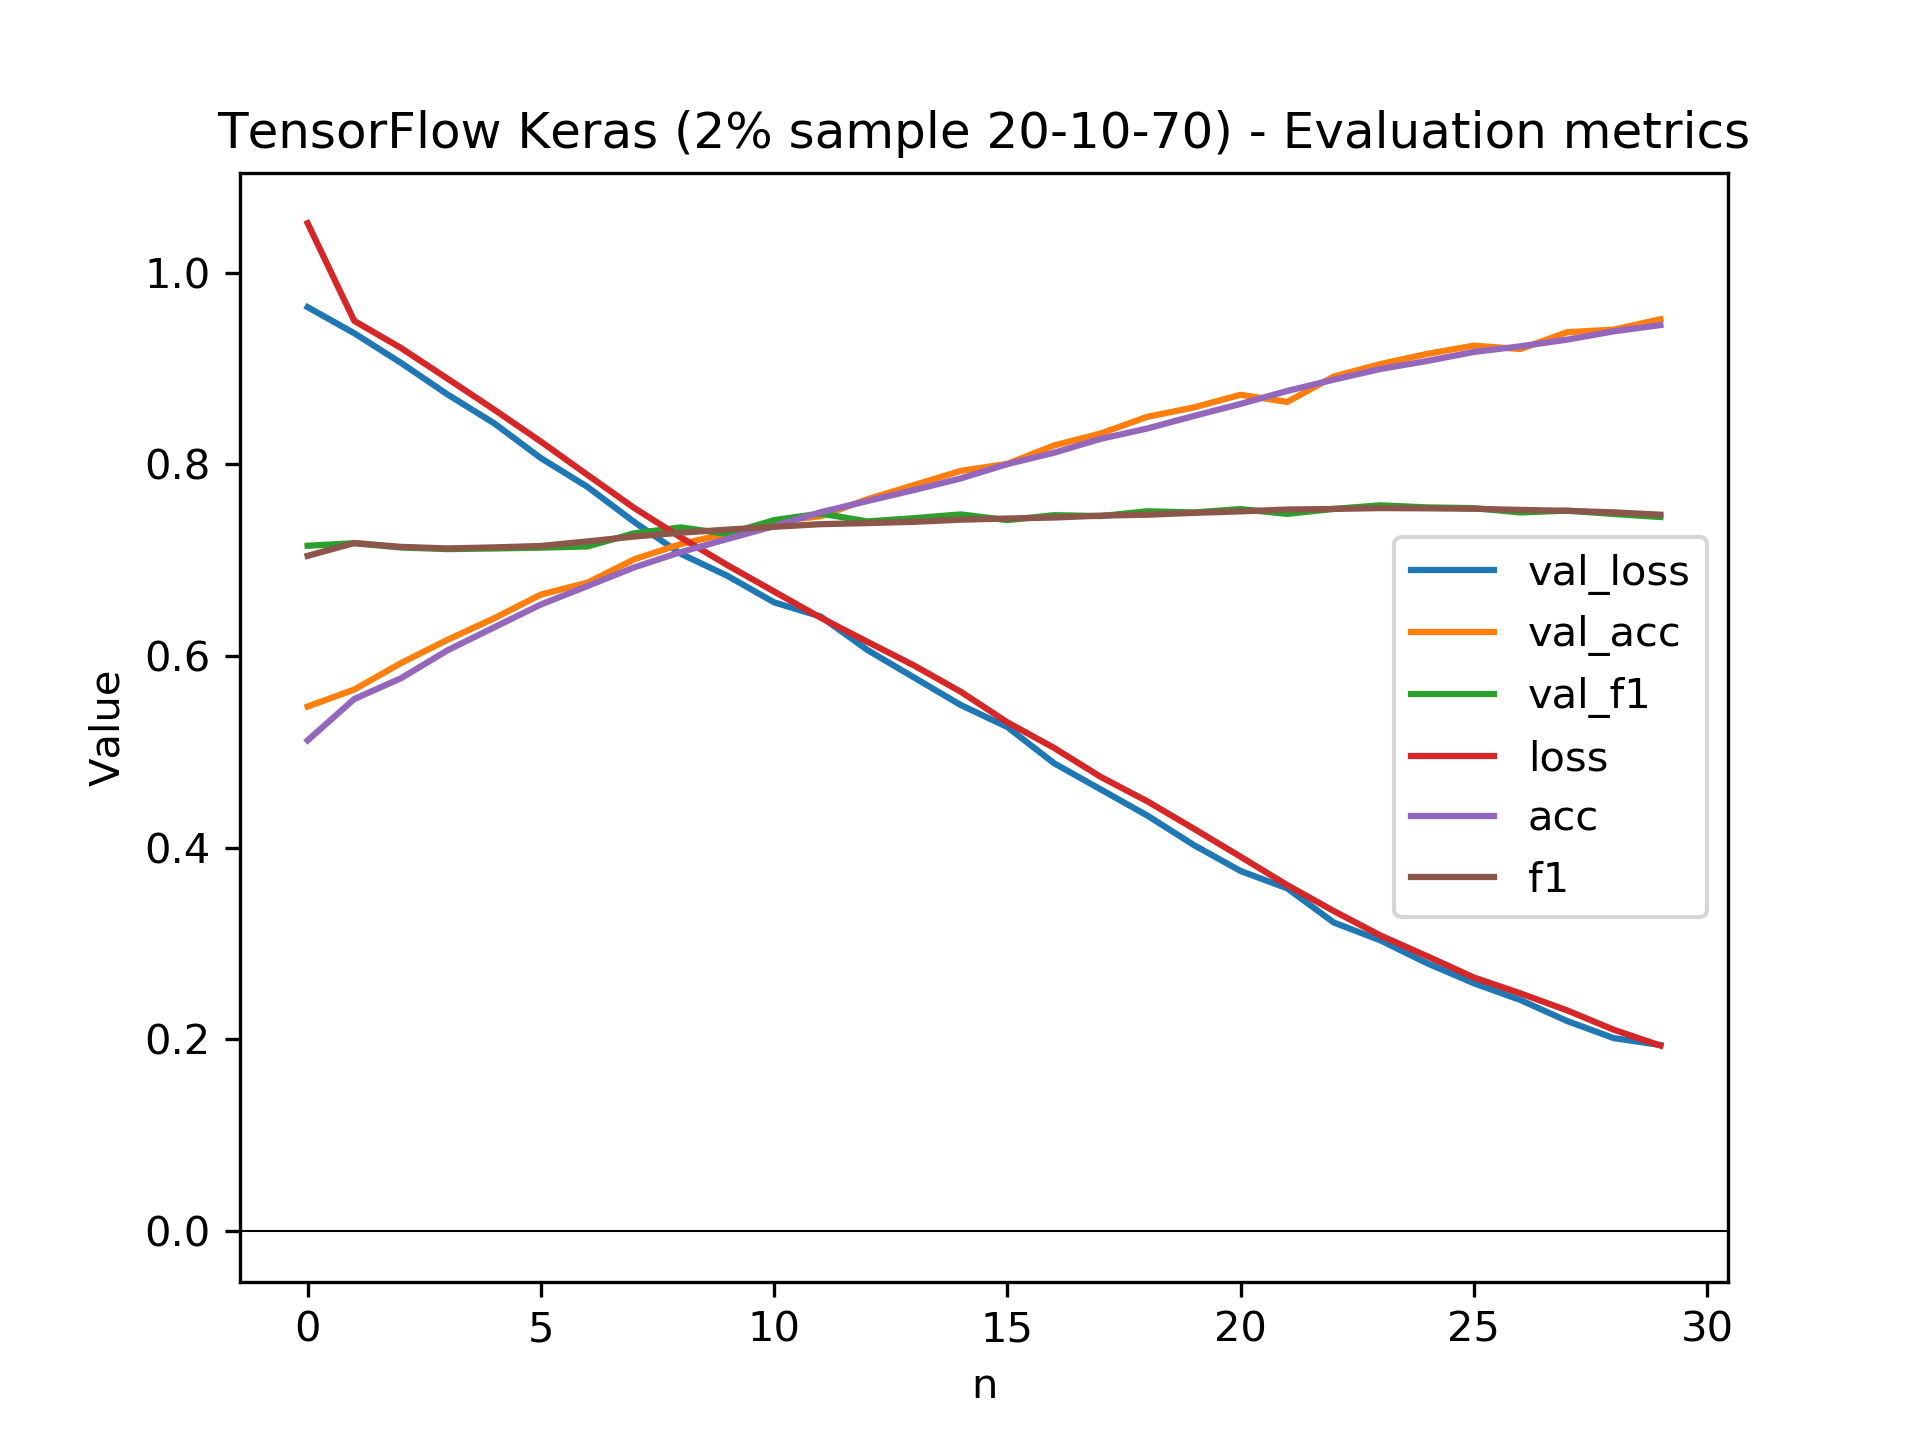 TensorFlow Keras (2% sample 20-10-70) - Evaluation metrics
1.0
0.8
0.6
0.4
0.2
0.0
Value
val_loss
val_acc
val_f1
loss
acc
f1
0 5 10 15 20 25 30
n